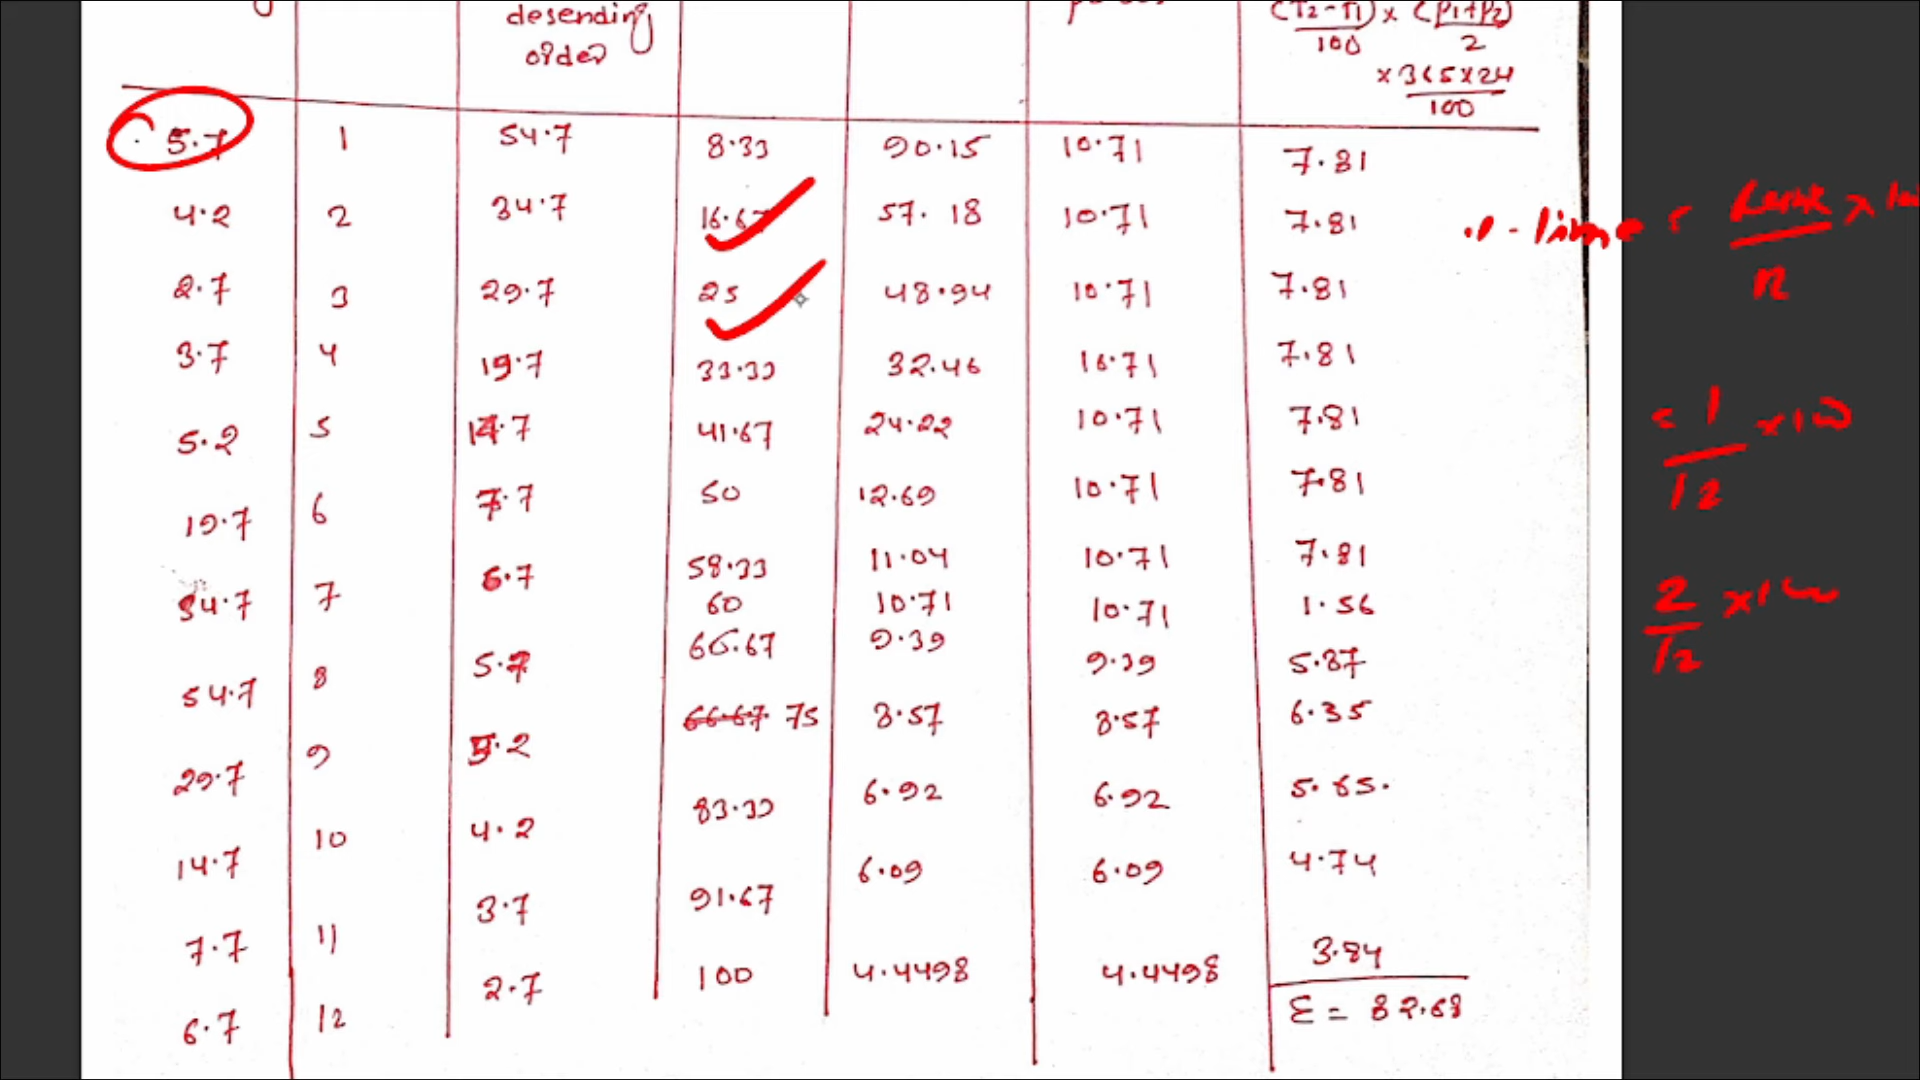 desending (T2-T1) x (P1+P2)
order 100 2
x 365x24
100
5.7 1 54.7 8.33 90.15 10.71 7.81
4.2 2 34.7 16.67 57.18 10.71 7.81
2.7 3 29.7 25 48.94 10.71 7.81
3.7 4 19.7 33.33 32.46 10.71 7.81
5.2 5 14.7 41.67 24.22 10.71 7.81
19.7 6 7.7 50 12.69 10.71 7.81
34.7 7 6.7 58.33 11.04 10.71 7.81
60 10.71 10.71 1.56
54.7 8 5.7 66.67 9.39 9.39 5.87
29.7 9 5.2 66.67 75 8.57 8.57 6.35
14.7 10 4.2 83.33 6.92 6.92 5.65.
7.7 11 3.7 91.67 6.09 6.09 4.74
6.7 12 2.7 100 4.4498 4.4498 3.84
Σ = 82.68
time = Rank x
n
= 1 x 100
12
2 x 100
12